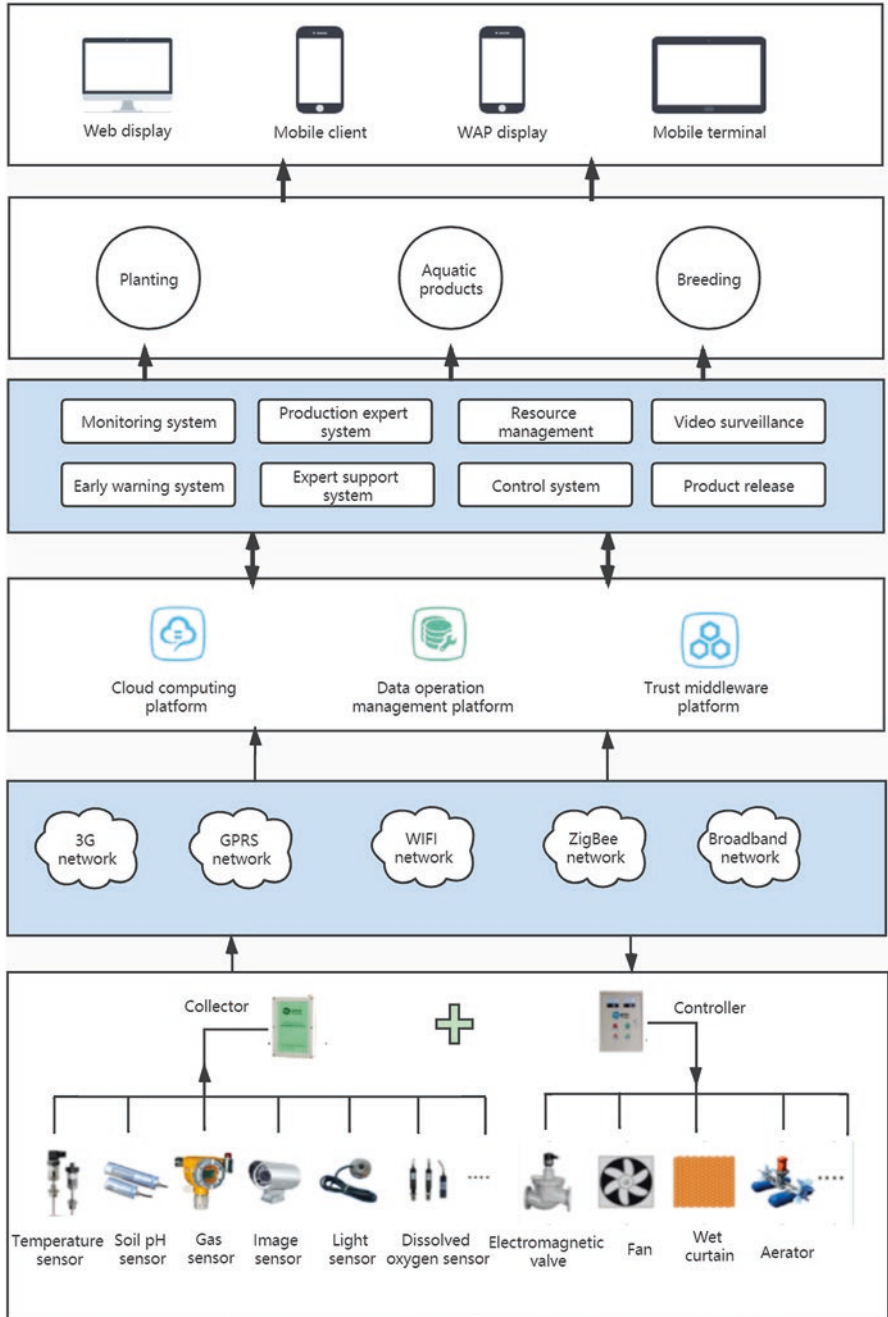 Web display
Mobile client
WAP display
Mobile terminal
Planting
Aquatic
products
Breeding
Monitoring system
Production expert
system
Resource
management
Video surveillance
Early warning system
Expert support
system
Control system
Product release
Cloud computing
platform
Data operation
management platform
Trust middleware
platform
3G
network
GPRS
network
WIFI
network
ZigBee
network
Broadband
network
Collector
Controller
Temperature
sensor
Soil pH
sensor
Gas
sensor
Image
sensor
Light
sensor
Dissolved
oxygen sensor
....
Electromagnetic
valve
Fan
Wet
curtain
Aerator
....